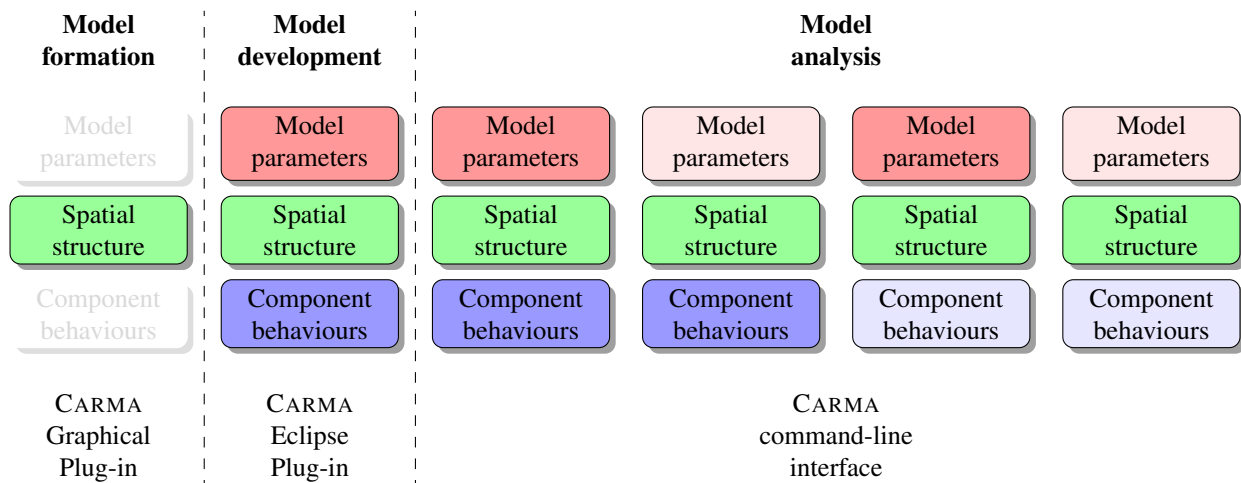 Model
formation
Model
development
Model
analysis
Model
parameters
Model
parameters
Model
parameters
Model
parameters
Model
parameters
Model
parameters
Spatial
structure
Spatial
structure
Spatial
structure
Spatial
structure
Spatial
structure
Spatial
structure
Component
behaviours
Component
behaviours
Component
behaviours
Component
behaviours
Component
behaviours
Component
behaviours
CARMA
Graphical
Plug-in
CARMA
Eclipse
Plug-in
CARMA
command-line
interface